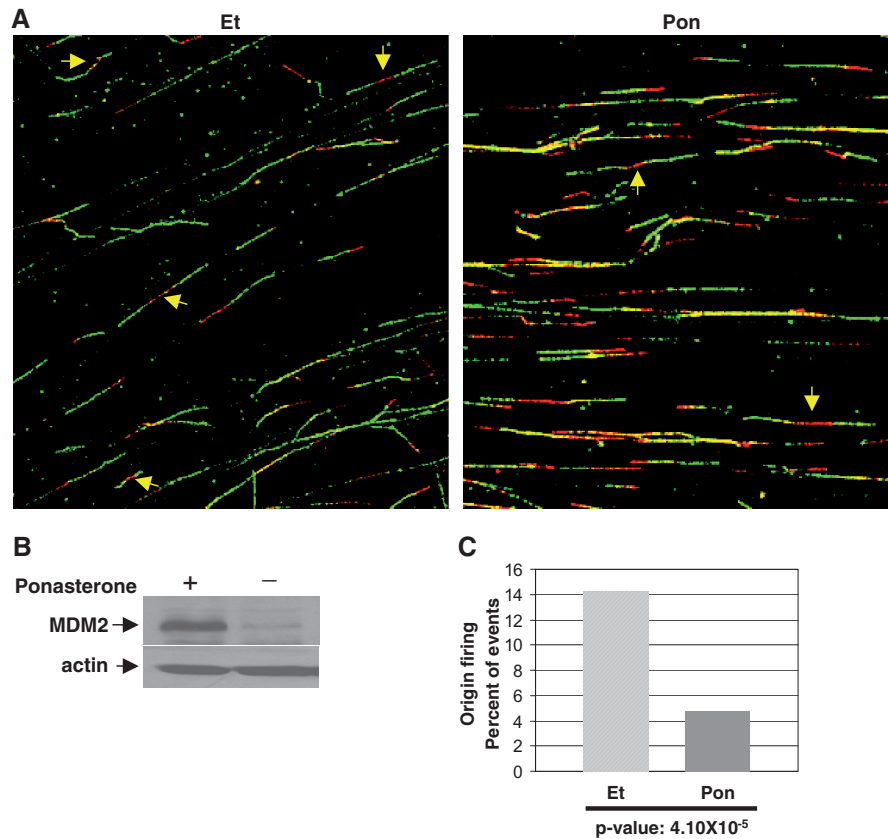 A
Et
Pon
B
Ponasterone + −
MDM2
actin
C
Origin firing
Percent of events
16
14
12
10
8
6
4
2
0
Et Pon
p-value: 4.10X10-5